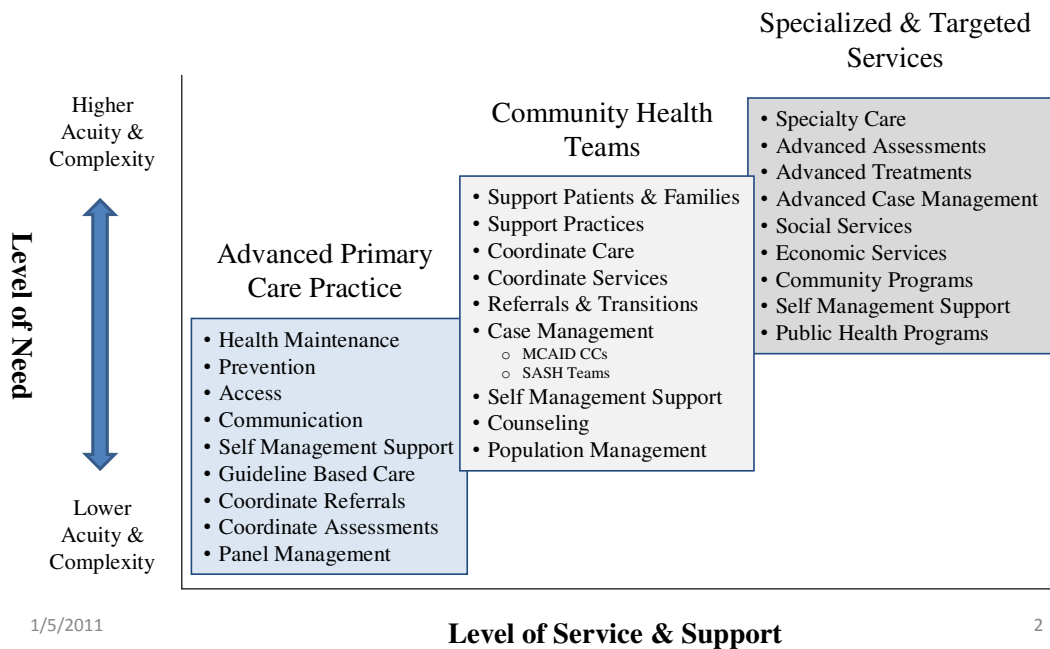 Specialized & Targeted
Services
Higher
Acuity &
Complexity
Level of Need
Lower
Acuity &
Complexity
Advanced Primary
Care Practice
• Health Maintenance
• Prevention
• Access
• Communication
• Self Management Support
• Guideline Based Care
• Coordinate Referrals
• Coordinate Assessments
• Panel Management
Community Health
Teams
• Support Patients & Families
• Support Practices
• Coordinate Care
• Coordinate Services
• Referrals & Transitions
• Case Management
o MCAID CCs
o SASH Teams
• Self Management Support
• Counseling
• Population Management
• Specialty Care
• Advanced Assessments
• Advanced Treatments
• Advanced Case Management
• Social Services
• Economic Services
• Community Programs
• Self Management Support
• Public Health Programs
1/5/2011
Level of Service & Support
2